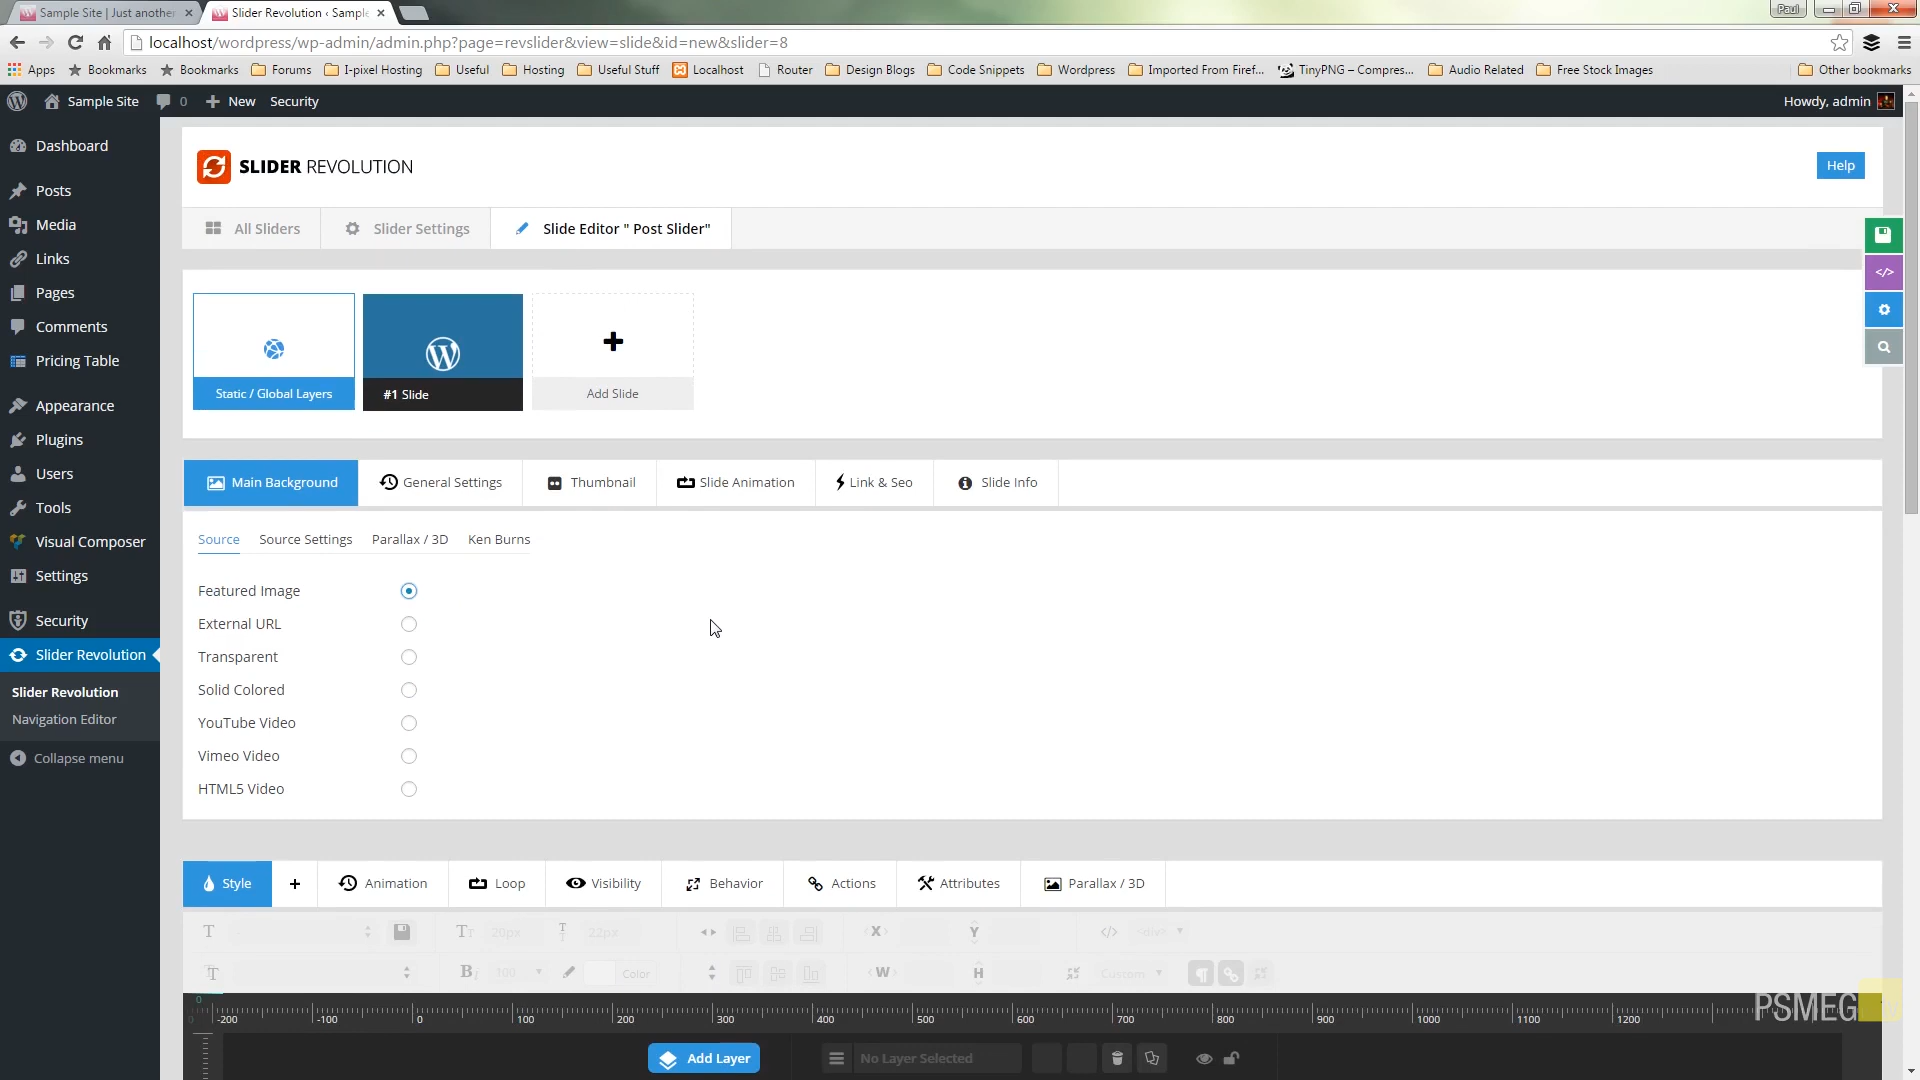 Sample Site | Just another
Slider Revolution ‹ Sample
Paul
localhost/wordpress/wp-admin/admin.php?page=revslider&view=slide&id=new&slider=8
Apps Bookmarks Bookmarks Forums I-pixel Hosting Useful Hosting Useful Stuff Localhost Router Design Blogs Code Snippets Wordpress Imported From Firef... TinyPNG – Compres... Audio Related Free Stock Images Other bookmarks
Sample Site 0 New Security Howdy, admin
Dashboard
Posts
Media
Links
Pages
Comments
Pricing Table
Appearance
Plugins
Users
Tools
Visual Composer
Settings
Security
Slider Revolution
Slider Revolution
Navigation Editor
Collapse menu
SLIDER REVOLUTION
Help
All Sliders Slider Settings Slide Editor " Post Slider"
Static / Global Layers #1 Slide Add Slide
Main Background General Settings Thumbnail Slide Animation Link & Seo Slide Info
Source Source Settings Parallax / 3D Ken Burns
Featured Image
External URL
Transparent
Solid Colored
YouTube Video
Vimeo Video
HTML5 Video
Style + Animation Loop Visibility Behavior Actions Attributes Parallax / 3D
20px 22px X Y </> <div>
100 Color W H Custom
0
-200 -100 0 100 200 300 400 500 600 700 800 900 1000 1100 1200
PSMEG
Add Layer No Layer Selected